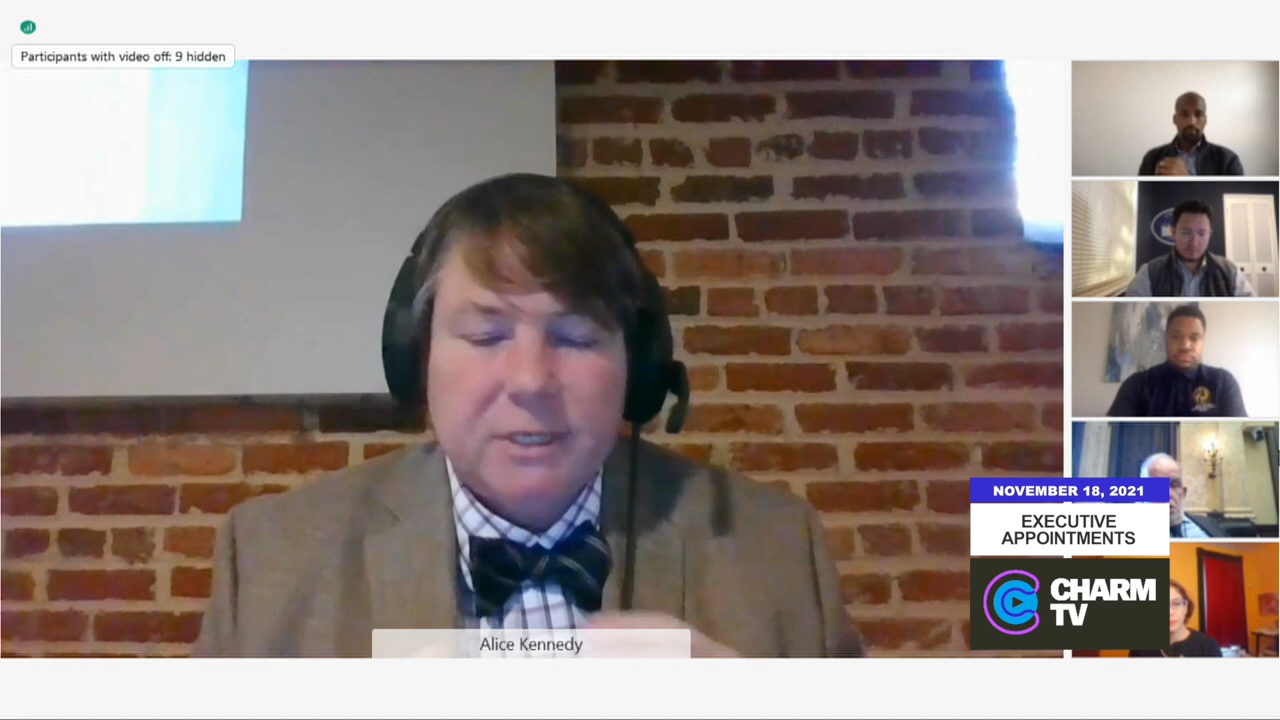 Participants with video off: 9 hidden
Alice Kennedy
NOVEMBER 18, 2021
EXECUTIVE
APPOINTMENTS
CHARM
TV